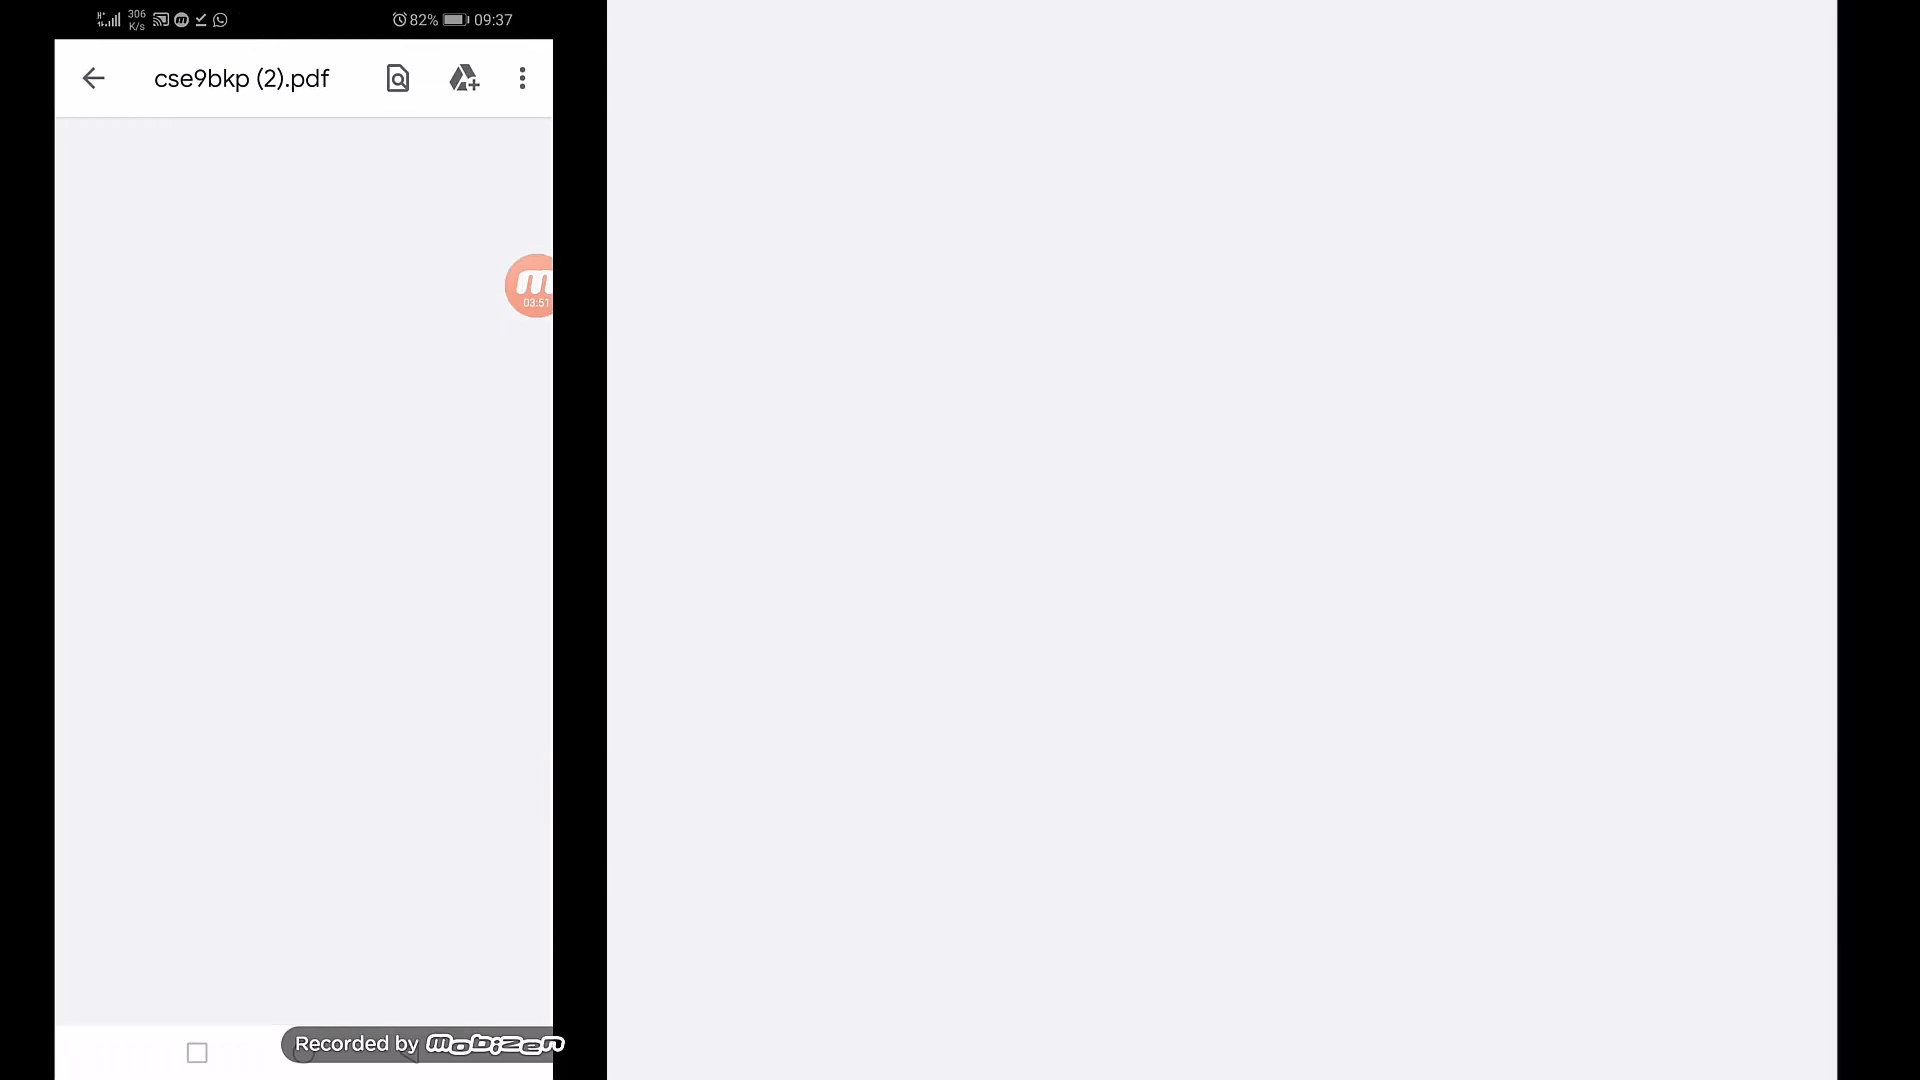 306
K/s
82% 09:37
cse9bkp (2).pdf
m
03:51
Recorded by mobizen